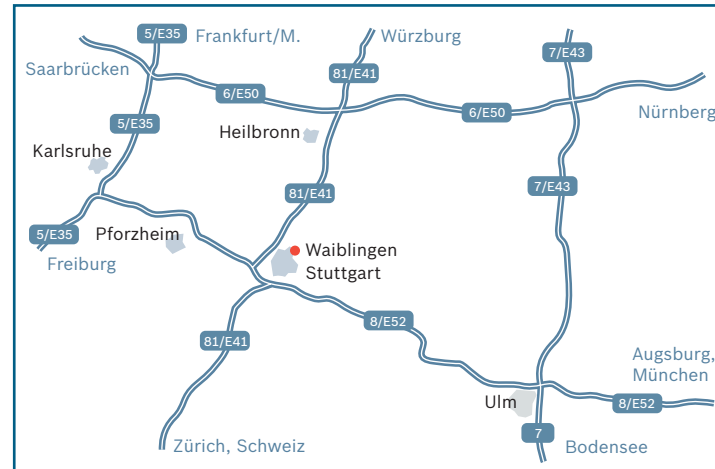 5/E35
Frankfurt/M.
Würzburg
7/E43
Saarbrücken
81/E41
6/E50
Nürnberg
5/E35
Heilbronn
6/E50
Karlsruhe
81/E41
7/E43
5/E35
Pforzheim
Waiblingen
Freiburg
Stuttgart
8/E52
81/E41
Augsburg,
München
Ulm
8/E52
Zürich, Schweiz
7
Bodensee